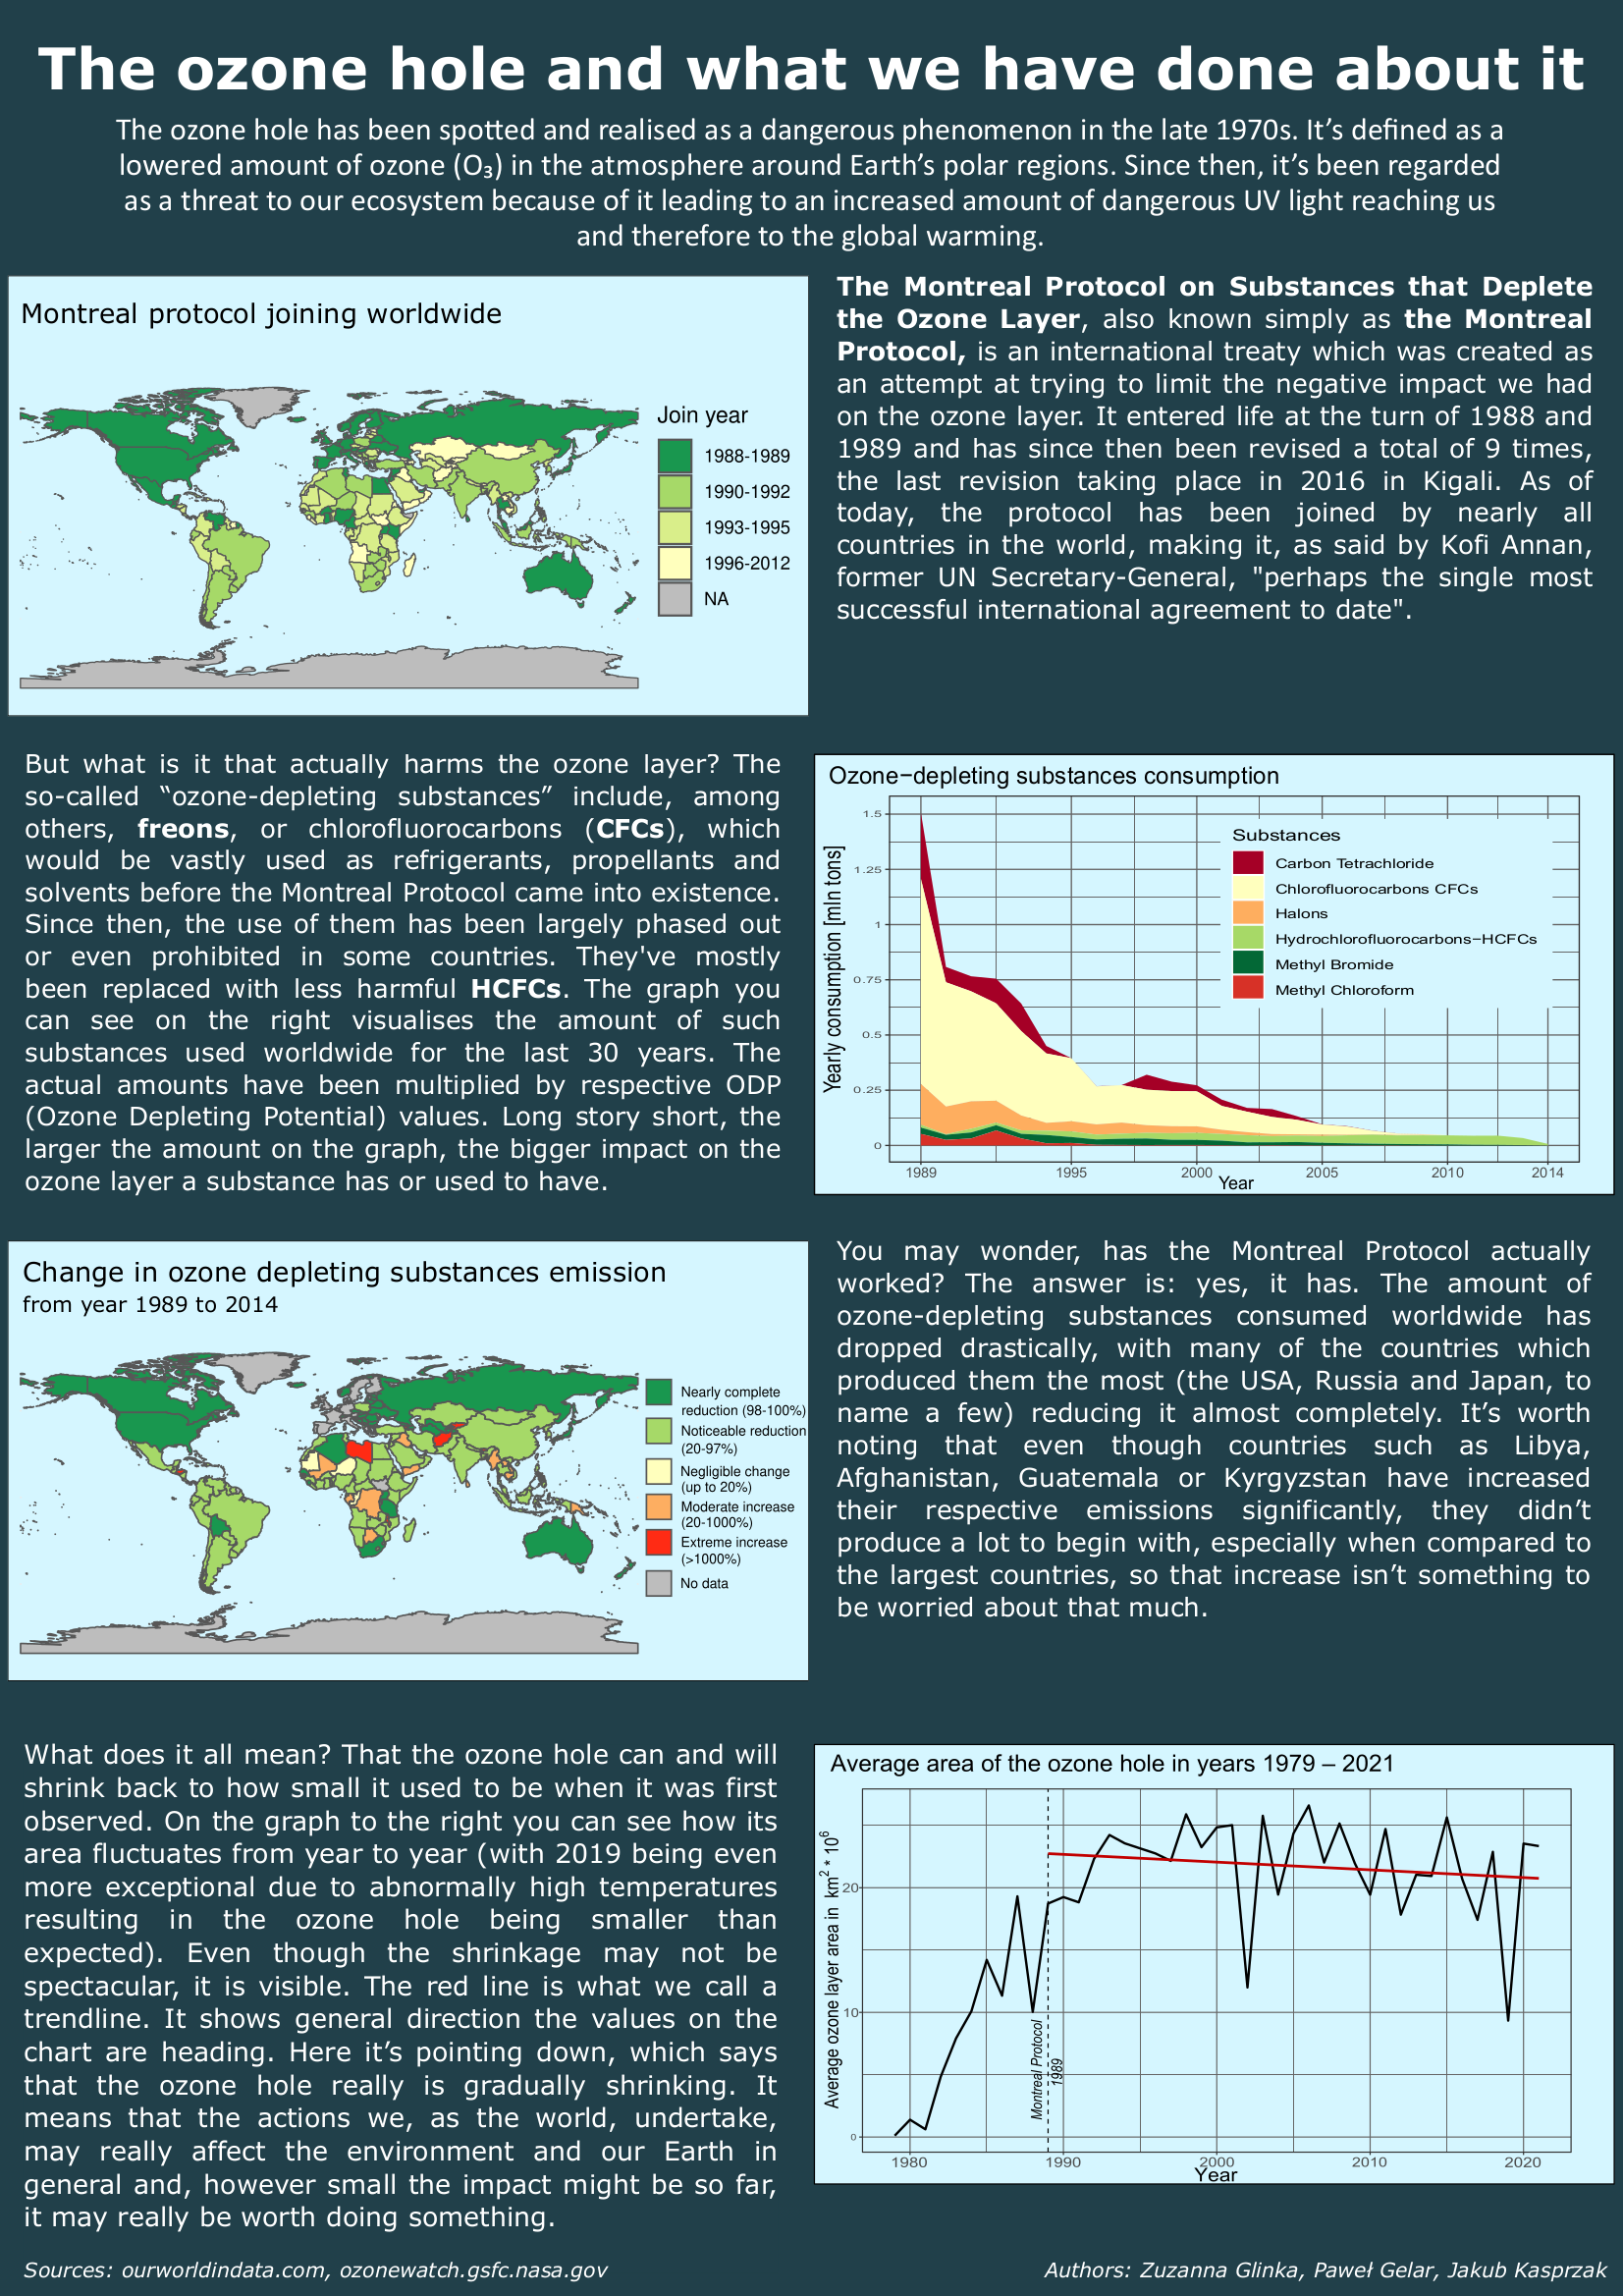 The ozone hole and what we have done about it
The ozone hole has been spotted and realised as a dangerous phenomenon in the late 1970s. It’s defined as a
lowered amount of ozone (O₃) in the atmosphere around Earth’s polar regions. Since then, it’s been regarded
as a threat to our ecosystem because of it leading to an increased amount of dangerous UV light reaching us
and therefore to the global warming.
Montreal protocol joining worldwide
Join year
1988-1989
1990-1992
1993-1995
1996-2012
NA
The Montreal Protocol on Substances that Deplete
the Ozone Layer, also known simply as the Montreal
Protocol, is an international treaty which was created as
an attempt at trying to limit the negative impact we had
on the ozone layer. It entered life at the turn of 1988 and
1989 and has since then been revised a total of 9 times,
the last revision taking place in 2016 in Kigali. As of
today, the protocol has been joined by nearly all
countries in the world, making it, as said by Kofi Annan,
former UN Secretary-General, "perhaps the single most
successful international agreement to date".
But what is it that actually harms the ozone layer? The
so-called “ozone-depleting substances” include, among
others, freons, or chlorofluorocarbons (CFCs), which
would be vastly used as refrigerants, propellants and
solvents before the Montreal Protocol came into existence.
Since then, the use of them has been largely phased out
or even prohibited in some countries. They've mostly
been replaced with less harmful HCFCs. The graph you
can see on the right visualises the amount of such
substances used worldwide for the last 30 years. The
actual amounts have been multiplied by respective ODP
(Ozone Depleting Potential) values. Long story short, the
larger the amount on the graph, the bigger impact on the
ozone layer a substance has or used to have.
Ozone−depleting substances consumption
Yearly consumption [mln tons]
1.5
1.25
1
0.75
0.5
0.25
0
Substances
Carbon Tetrachloride
Chlorofluorocarbons CFCs
Halons
Hydrochlorofluorocarbons−HCFCs
Methyl Bromide
Methyl Chloroform
1989
1995
2000
2005
2010
2014
Year
Change in ozone depleting substances emission
from year 1989 to 2014
Nearly complete
reduction (98-100%)
Noticeable reduction
(20-97%)
Negligible change
(up to 20%)
Moderate increase
(20-1000%)
Extreme increase
(>1000%)
No data
You may wonder, has the Montreal Protocol actually
worked? The answer is: yes, it has. The amount of
ozone-depleting substances consumed worldwide has
dropped drastically, with many of the countries which
produced them the most (the USA, Russia and Japan, to
name a few) reducing it almost completely. It’s worth
noting that even though countries such as Libya,
Afghanistan, Guatemala or Kyrgyzstan have increased
their respective emissions significantly, they didn’t
produce a lot to begin with, especially when compared to
the largest countries, so that increase isn’t something to
be worried about that much.
What does it all mean? That the ozone hole can and will
shrink back to how small it used to be when it was first
observed. On the graph to the right you can see how its
area fluctuates from year to year (with 2019 being even
more exceptional due to abnormally high temperatures
resulting in the ozone hole being smaller than
expected). Even though the shrinkage may not be
spectacular, it is visible. The red line is what we call a
trendline. It shows general direction the values on the
chart are heading. Here it’s pointing down, which says
that the ozone hole really is gradually shrinking. It
means that the actions we, as the world, undertake,
may really affect the environment and our Earth in
general and, however small the impact might be so far,
it may really be worth doing something.
Average area of the ozone hole in years 1979 – 2021
Average ozone layer area in km² * 10⁶
20
10
0
Montreal Protocol
1989
1980
1990
2000
2010
2020
Year
Sources: ourworldindata.com, ozonewatch.gsfc.nasa.gov
Authors: Zuzanna Glinka, Paweł Gelar, Jakub Kasprzak